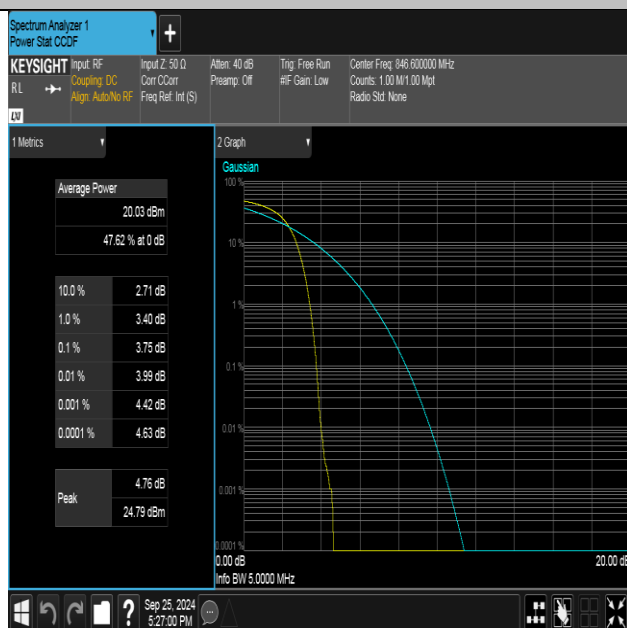 Spectrum Analyzer 1
Power Stat CCDF
KEYSIGHT
RL
LXI
Input: RF
Coupling: DC
Align: Auto/No RF
Input Z: 50 Ω
Corr CCorr
Freq Ref: Int (S)
Atten: 40 dB
Preamp: Off
Trig: Free Run
#IF Gain: Low
Center Freq: 846.600000 MHz
Counts: 1.00 M/1.00 Mpt
Radio Std: None
1 Metrics
Average Power
20.03 dBm
47.62 % at 0 dB
10.0 % 2.71 dB
1.0 % 3.40 dB
0.1 % 3.75 dB
0.01 % 3.99 dB
0.001 % 4.42 dB
0.0001 % 4.63 dB
Peak 4.76 dB
24.79 dBm
2 Graph
Gaussian
100 %
10 %
1 %
0.1 %
0.01 %
0.001 %
0.0001 %
0.00 dB
20.00 dB
Info BW 5.0000 MHz
?
Sep 25, 2024
5:27:00 PM